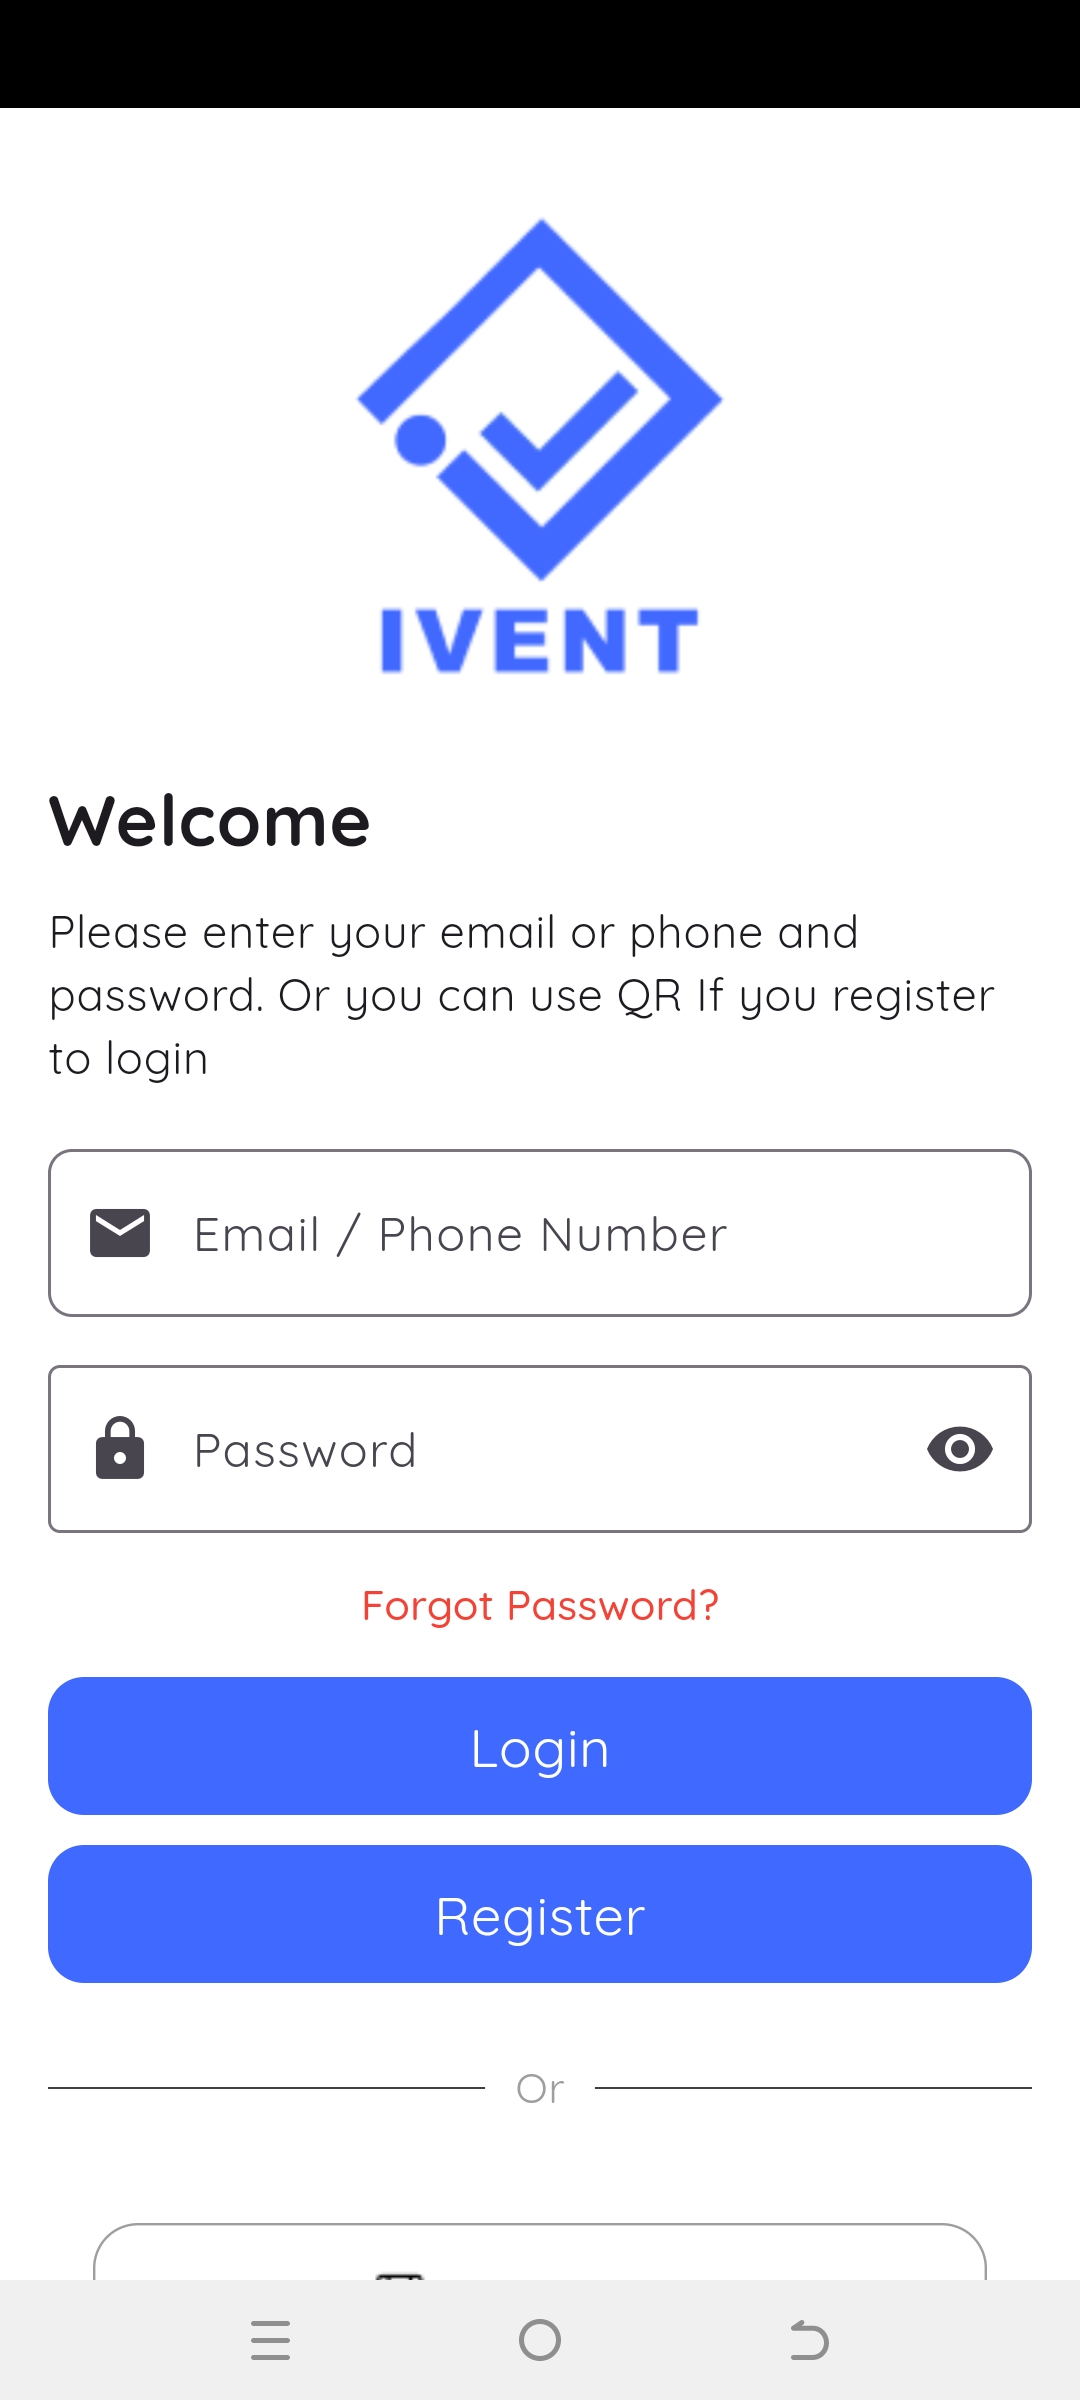 IVENT
Welcome
Please enter your email or phone and
password. Or you can use QR If you register
to login
Email / Phone Number
Password
Forgot Password?
Login
Register
Or